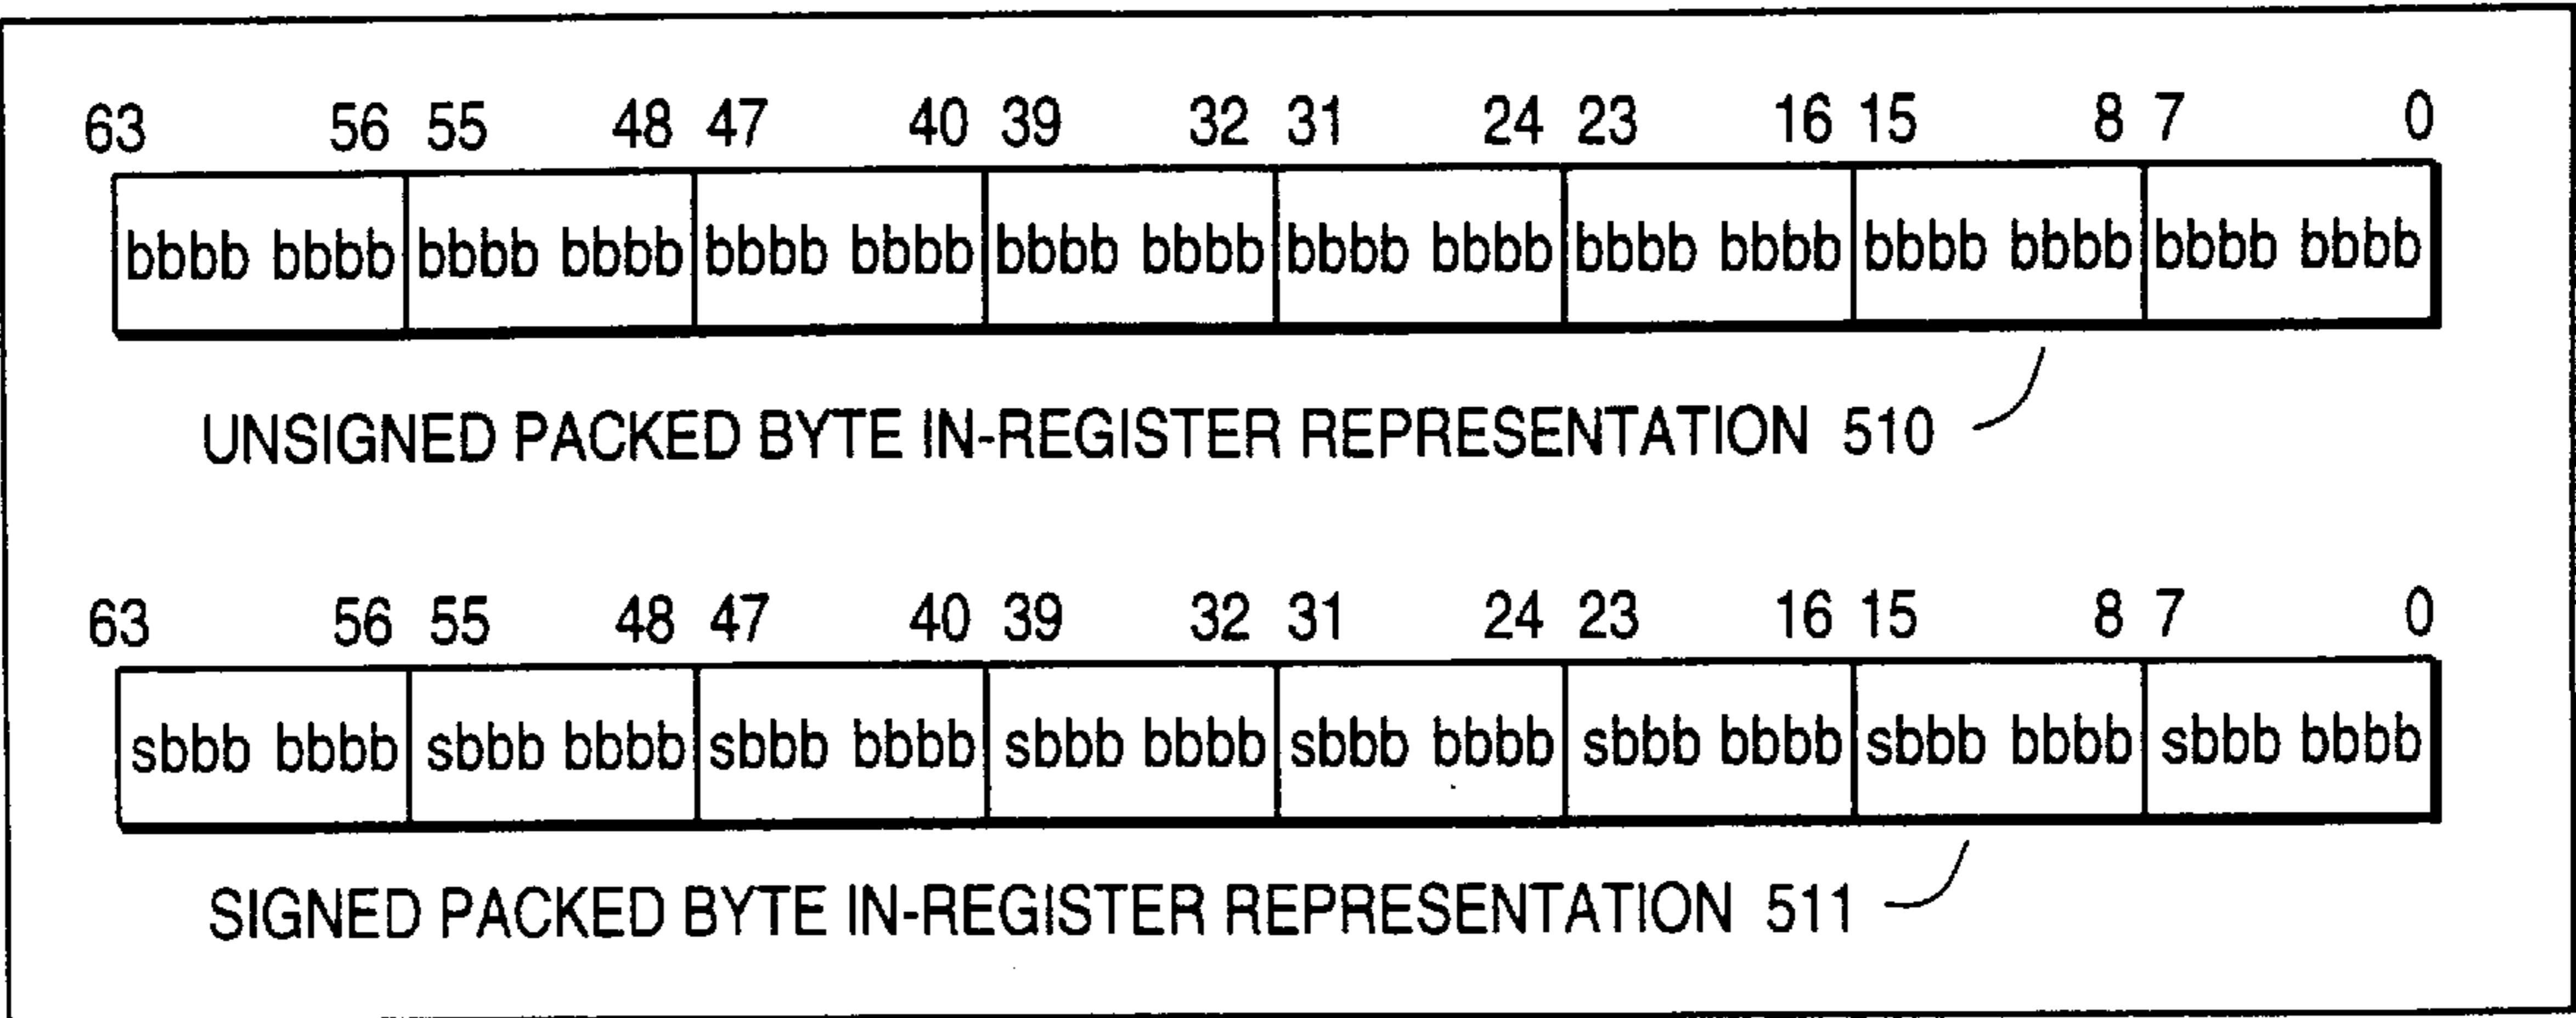 63 56 55 48 47 40 39 32 31 24 23 16 15 8 7 0
bbbb bbbb bbbb bbbb bbbb bbbb bbbb bbbb bbbb bbbb bbbb bbbb bbbb bbbb bbbb bbbb
UNSIGNED PACKED BYTE IN-REGISTER REPRESENTATION 510
63 56 55 48 47 40 39 32 31 24 23 16 15 8 7 0
sbbb bbbb sbbb bbbb sbbb bbbb sbbb bbbb sbbb bbbb sbbb bbbb sbbb bbbb sbbb bbbb
SIGNED PACKED BYTE IN-REGISTER REPRESENTATION 511